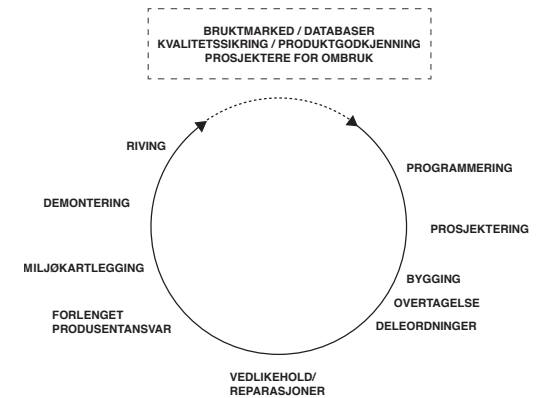 BRUKTMARKED / DATABASER
KVALITETSSIKRING / PRODUKTGODKJENNING
PROSJEKTERE FOR OMBRUK
RIVING
PROGRAMMERING
DEMONTERING
PROSJEKTERING
MILJØKARTLEGGING
BYGGING
OVERTAGELSE
FORLENGET
PRODUSENTANSVAR
DELEORDNINGER
VEDLIKEHOLD/
REPARASJONER